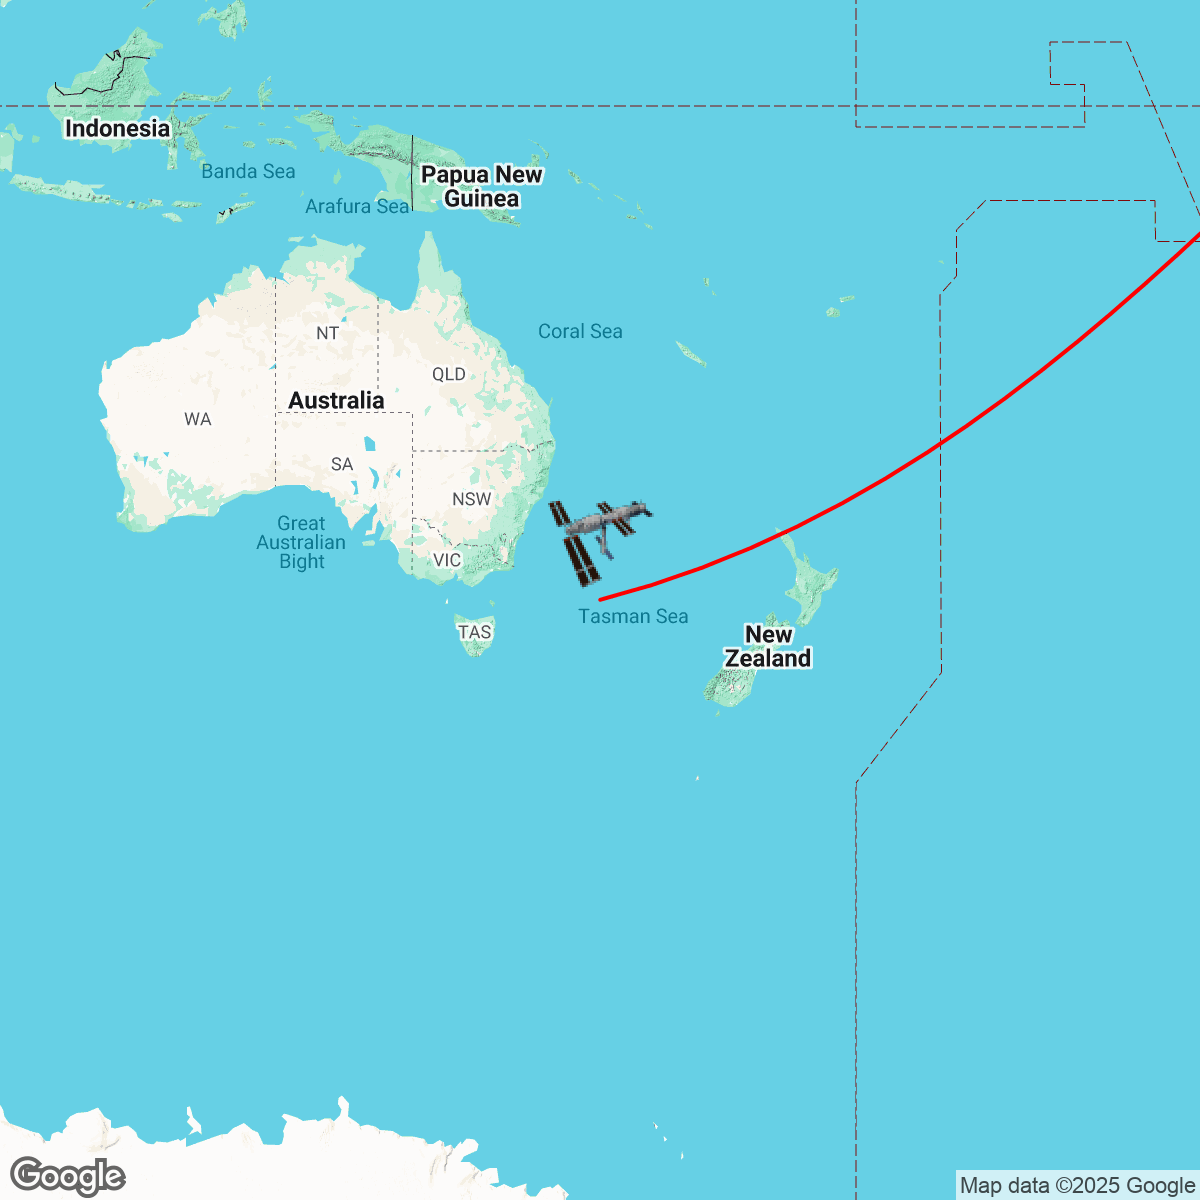 Indonesia
Banda Sea
Papua New
Guinea
Arafura Sea
NT
Coral Sea
QLD
Australia
WA
SA
NSW
Great
Australian
Bight
VIC
Tasman Sea
TAS
New
Zealand
Google
Map data ©2025 Google